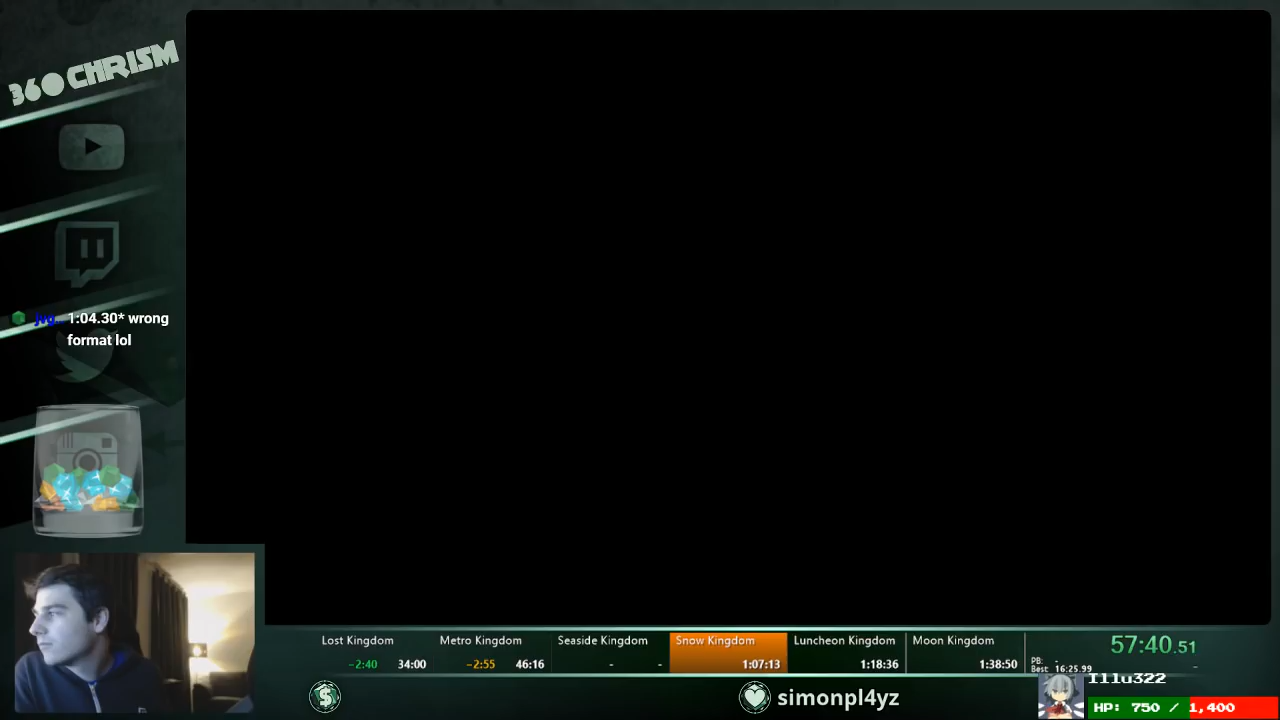 360 CHRISM
1:04.30* wrong
format lol
Lost Kingdom
-2:40 34:00
Metro Kingdom
-2:55 46:16
Seaside Kingdom
- -
Snow Kingdom
1:07:13
Luncheon Kingdom
1:18:36
Moon Kingdom
1:38:50
57:40.51
PB: -
Best 16:25.99 -
simonpl4yz
Illu322
HP: 750 / 1,400